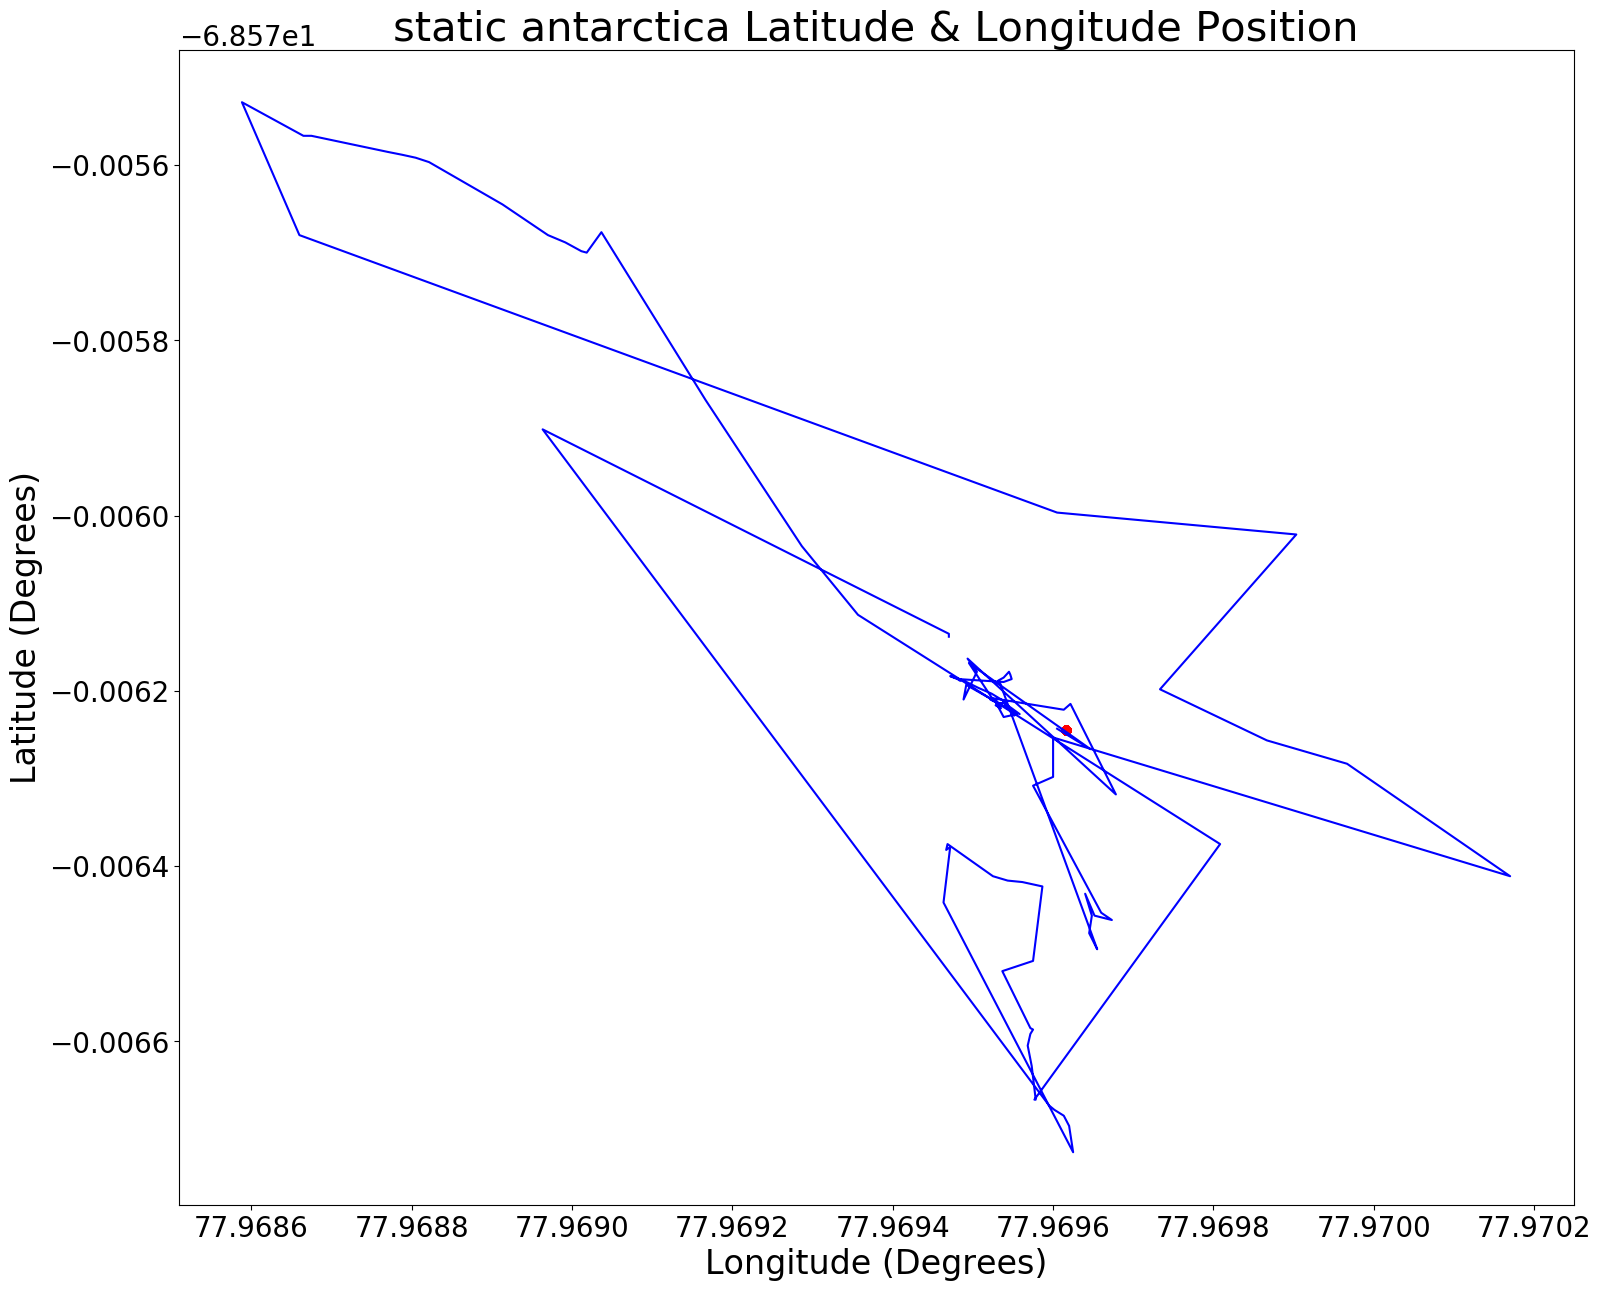 static antarctica Latitude & Longitude Position
−6.857e1
−0.0056
−0.0058
−0.0060
−0.0062
−0.0064
−0.0066
Latitude (Degrees)
77.9686 77.9688 77.9690 77.9692 77.9694 77.9696 77.9698 77.9700 77.9702
Longitude (Degrees)